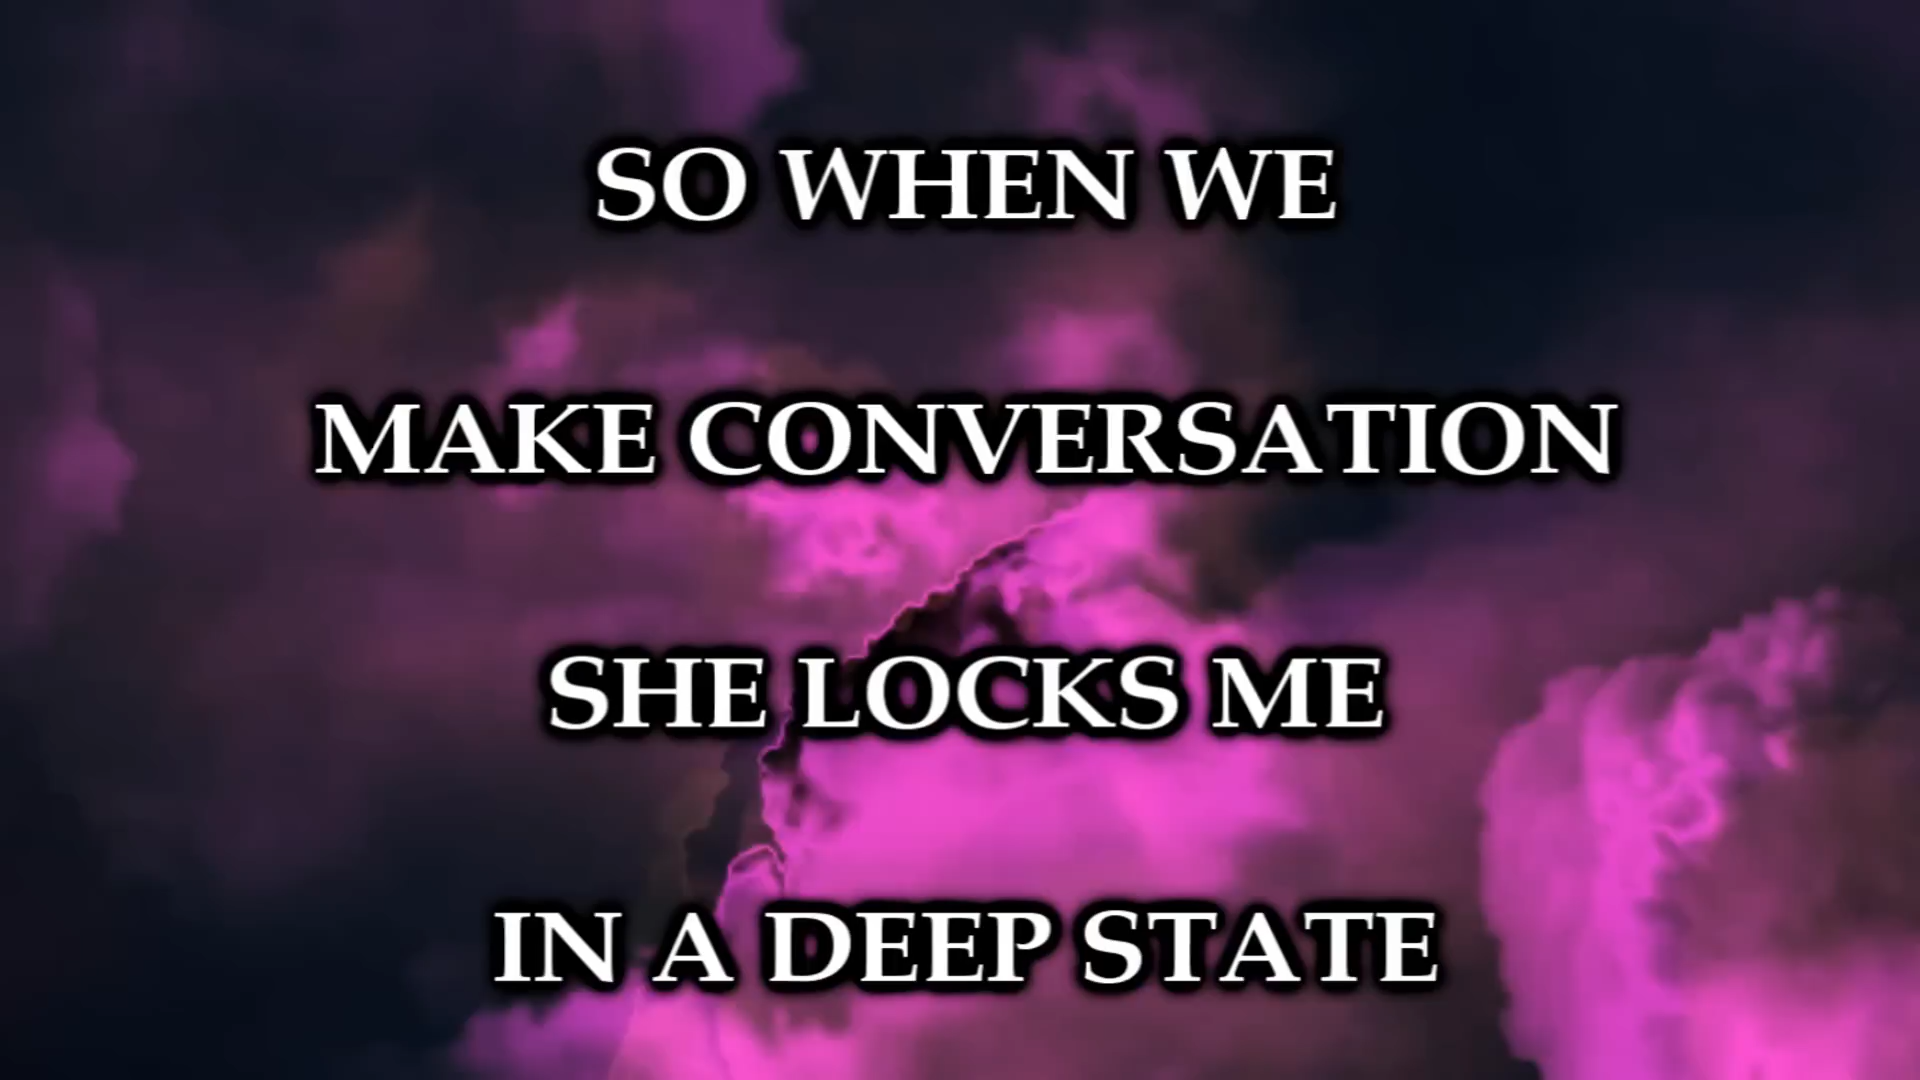 SO WHEN WE
MAKE CONVERSATION
SHE LOCKS ME
IN A DEEP STATE